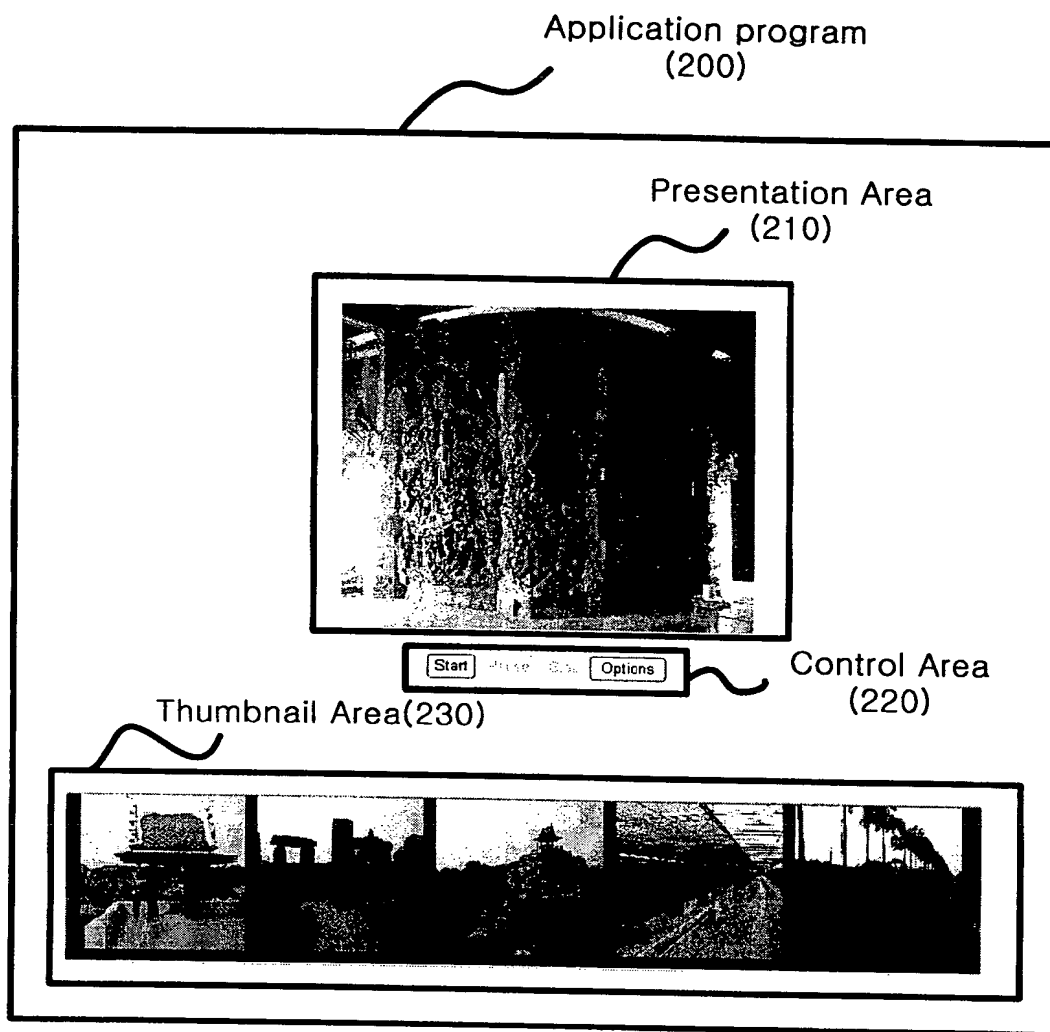 Application program
(200)
Presentation Area
(210)
Start Options
Control Area
(220)
Thumbnail Area(230)